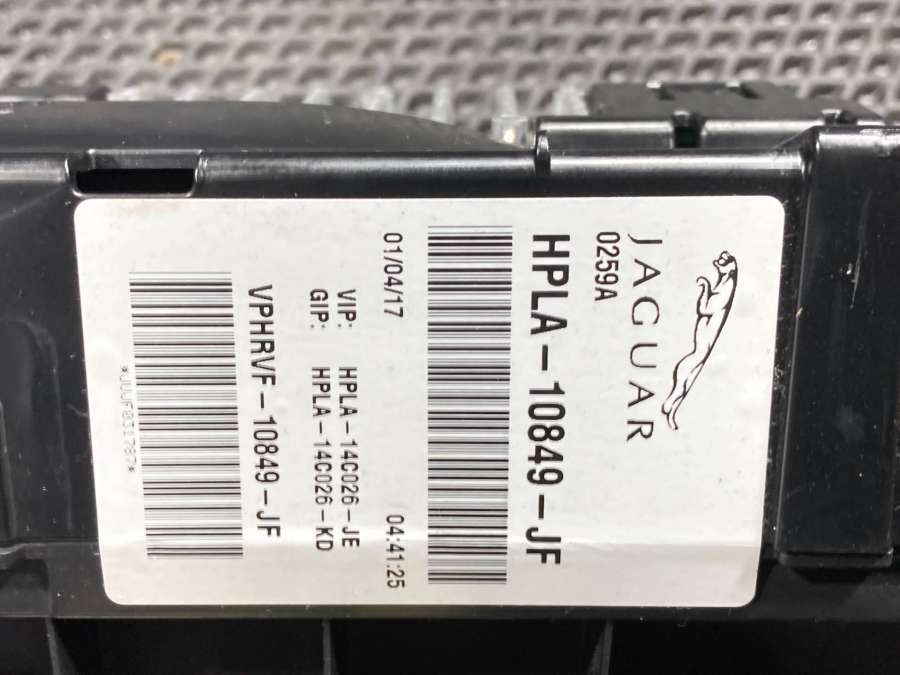 JAGUAR
0259A
HPLA-10849-JF
01/04/17 04:41:25
VIP: HPLA-14C026-JE
GIP: HPLA-14C026-KD
VPHRVF-10849-JF
*JUUF031787*